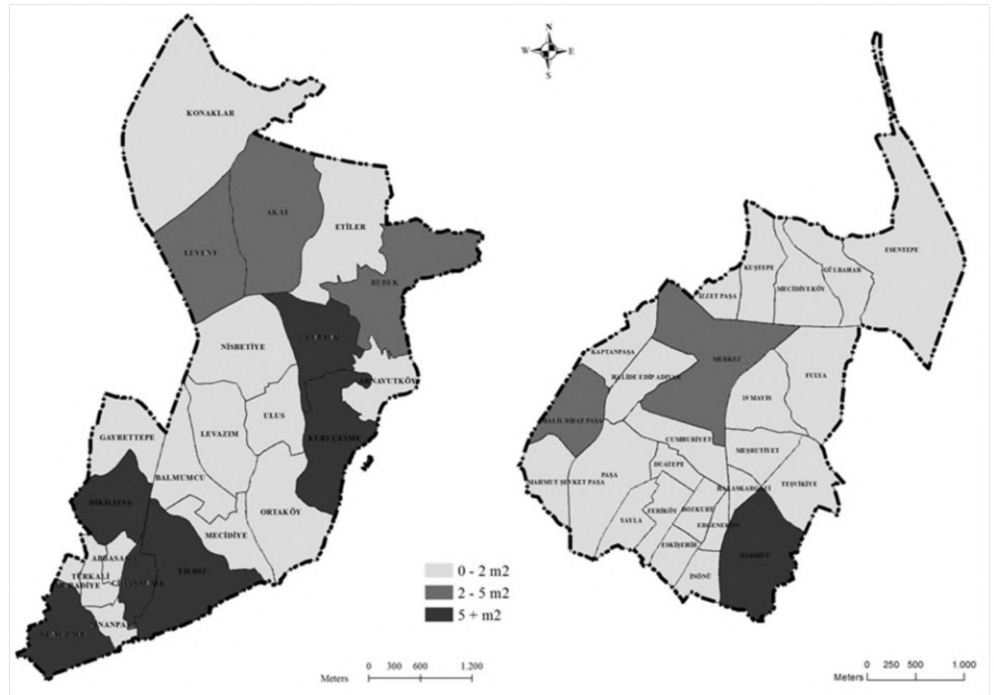 N
W E
S
KONAKLAR
AKAT
ETİLER
LEVENT
BEBEK
NİSBETİYE
ARNAVUTKÖY
ULUS
LEVAZIM
KURUÇEŞME
GAYRETTEPE
BALMUMCU
DİKİLİTAŞ
ORTAKÖY
MECİDİYE
YILDIZ
TÜRKALİ
ESENTEPE
KUŞTEPE
GÜLBAHAR
MECİDİYEKÖY
İZZET PAŞA
MERKEZ
KAPTANPAŞA
HALİDE EDİP ADIVAR
FULYA
19 MAYIS
HALİL RIFAT PAŞA
CUMHURİYET
MEŞRUTİYET
DUATEPE
PAŞA
MAHMUT ŞEVKET PAŞA
HALASKARGAZİ
TEŞVİKİYE
FERİKÖY
BOZKURT
YAYLA
ERGENEKON
ESKİŞEHİR
HARBİYE
İNÖNÜ
0 - 2 m2
2 - 5 m2
5 + m2
0 300 600 1.200
Meters
0 250 500 1.000
Meters